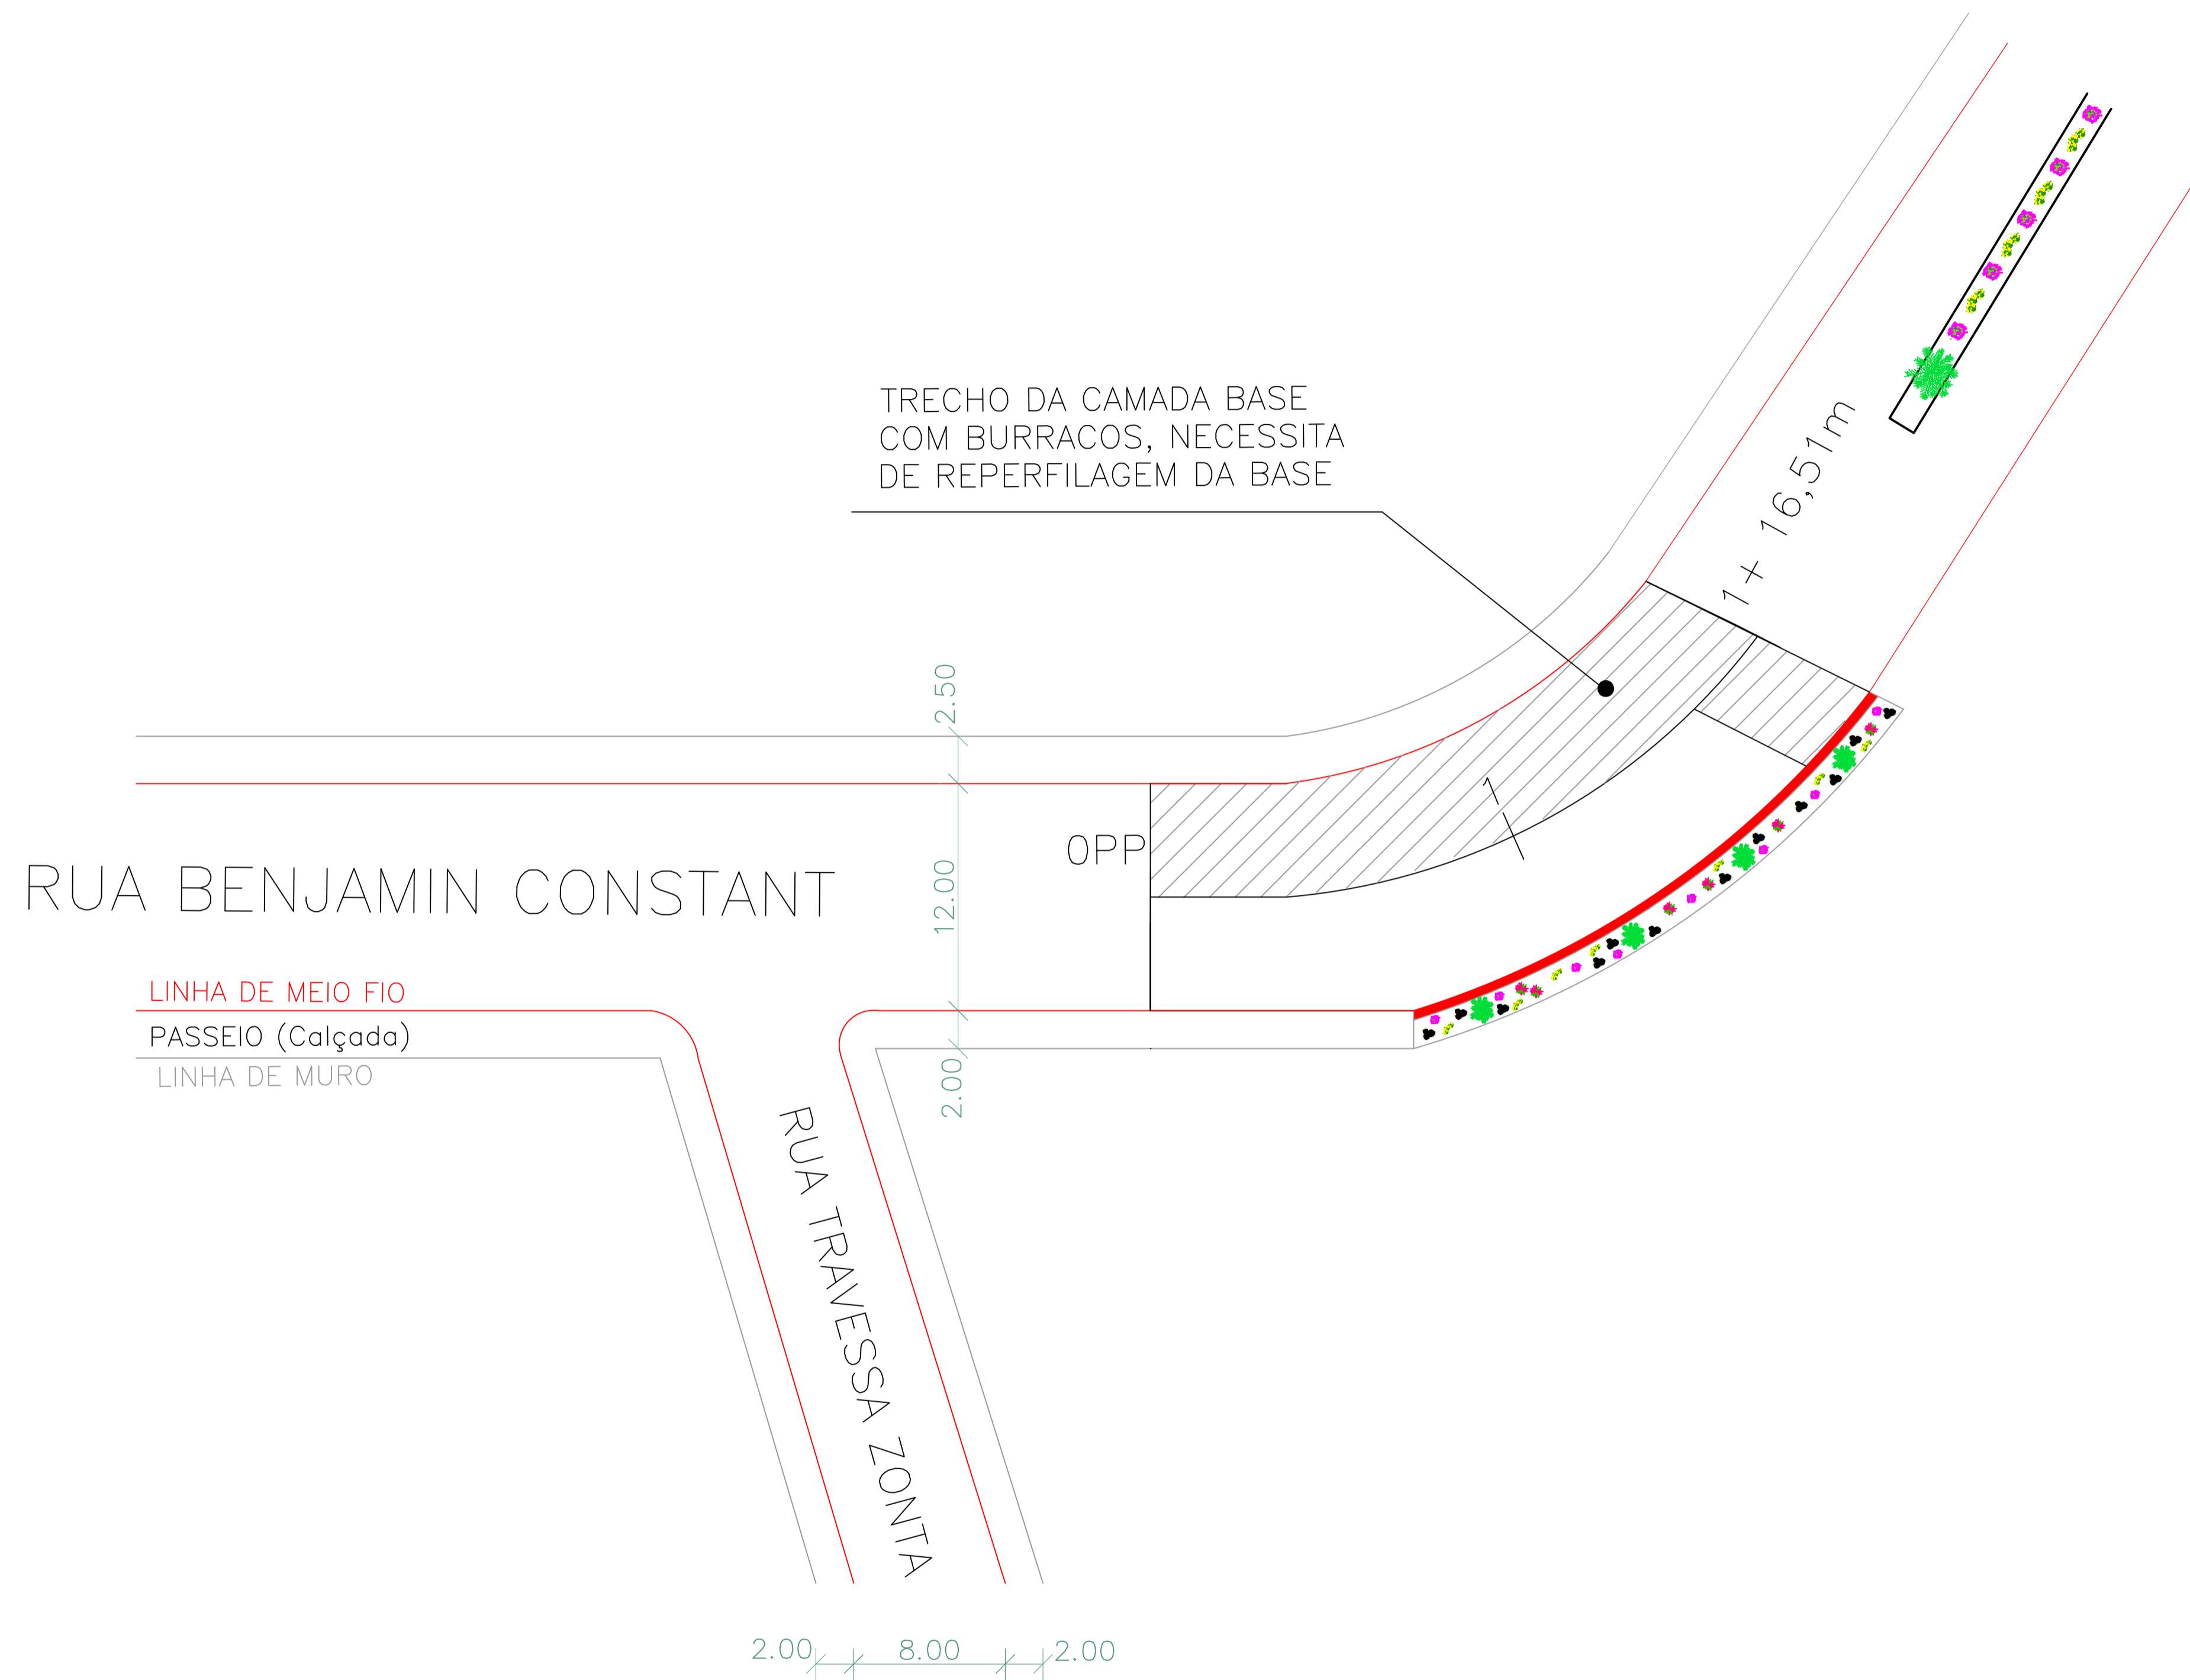 TRECHO DA CAMADA BASE
COM BURRACOS, NECESSITA
DE REPERFILAGEM DA BASE
1+ 16,51m
2.50
0PP
1
12.00
RUA BENJAMIN CONSTANT
LINHA DE MEIO FIO
PASSEIO (Calçada)
LINHA DE MURO
2.00
RUA TRAVESSA ZONTA
2.00
8.00
2.00